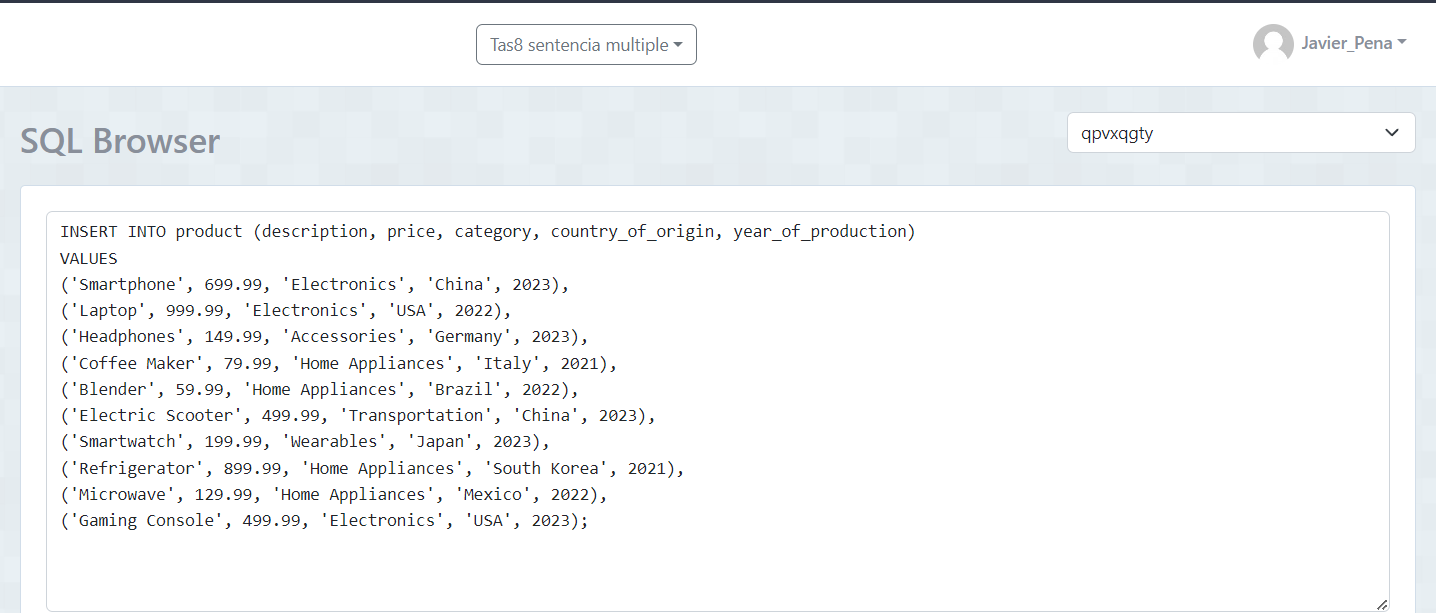 Tas8 sentencia multiple
Javier_Pena
SQL Browser
qpvxqgty
INSERT INTO product (description, price, category, country_of_origin, year_of_production)
VALUES
('Smartphone', 699.99, 'Electronics', 'China', 2023),
('Laptop', 999.99, 'Electronics', 'USA', 2022),
('Headphones', 149.99, 'Accessories', 'Germany', 2023),
('Coffee Maker', 79.99, 'Home Appliances', 'Italy', 2021),
('Blender', 59.99, 'Home Appliances', 'Brazil', 2022),
('Electric Scooter', 499.99, 'Transportation', 'China', 2023),
('Smartwatch', 199.99, 'Wearables', 'Japan', 2023),
('Refrigerator', 899.99, 'Home Appliances', 'South Korea', 2021),
('Microwave', 129.99, 'Home Appliances', 'Mexico', 2022),
('Gaming Console', 499.99, 'Electronics', 'USA', 2023);